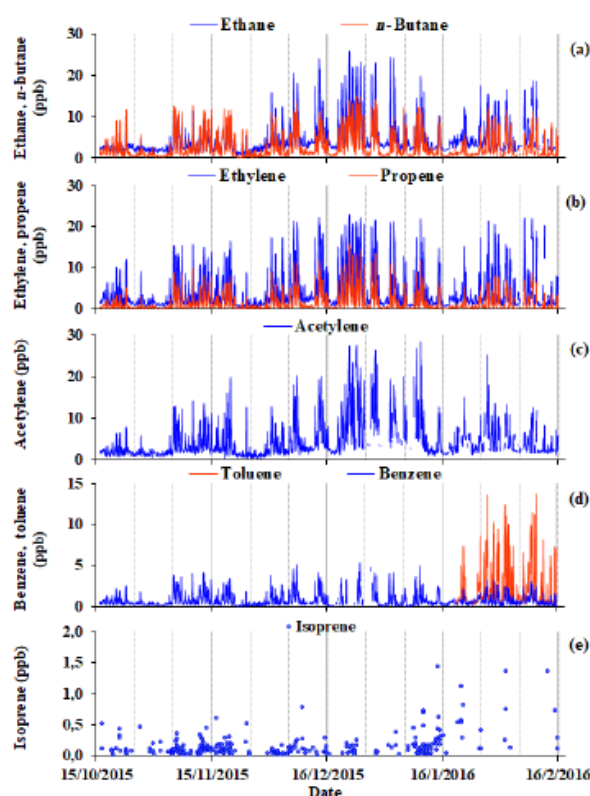 Ethane n-Butane
(a)
Ethane, n-butane
(ppb)
30
20
10
0
Ethylene Propene
(b)
Ethylene, propene
(ppb)
30
20
10
0
Acetylene
(c)
Acetylene (ppb)
30
20
10
0
Toluene Benzene
(d)
Benzene, toluene
(ppb)
15
10
5
0
Isoprene
(e)
Isoprene (ppb)
2,0
1,5
1,0
0,5
0,0
15/10/2015 15/11/2015 16/12/2015 16/1/2016 16/2/2016
Date